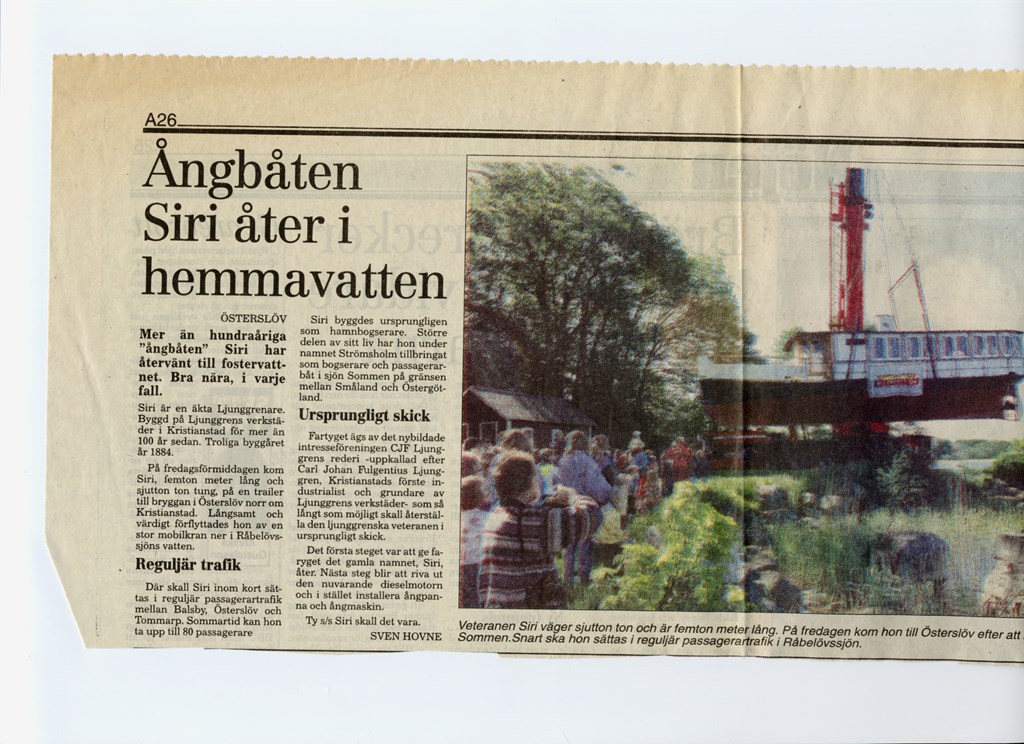 A26
Ångbåten
Siri åter i
hemmavatten
ÖSTERSLÖV
Mer än hundraåriga
"ångbåten" Siri har
återvänt till fostervatt-
net. Bra nära, i varje
fall.
Siri är en äkta Ljunggrenare.
Byggd på Ljunggrens verkstä-
der i Kristianstad för mer än
100 år sedan. Troliga byggåret
är 1884.
På fredagsförmiddagen kom
Siri, femton meter lång och
sjutton ton tung, på en trailer
till bryggan i Österslöv norr om
Kristianstad. Långsamt och
värdigt förflyttades hon av en
stor mobilkran ner i Råbelövs-
sjöns vatten.
Reguljär trafik
Där skall Siri inom kort sät-
tas i reguljär passagerartrafik
mellan Balsby, Österslöv och
Tommarp. Sommartid kan hon
ta upp till 80 passagerare
Siri byggdes ursprungligen
som hamnbogserare. Större
delen av sitt liv har hon under
namnet Strömsholm tillbringat
som bogserare och passagerar-
båt i sjön Sommen på gränsen
mellan Småland och Östergöt-
land.
Ursprungligt skick
Fartyget ägs av det nybildade
intresseföreningen CJF Ljung-
grens rederi -uppkallad efter
Carl Johan Fulgentius Ljung-
gren, Kristianstads förste in-
dustrialist och grundare av
Ljunggrens verkstäder- som så
långt som möjligt skall återstäl-
la den ljunggrenska veteranen i
ursprungligt skick.
Det första steget var att ge fa-
ryget det gamla namnet, Siri,
åter. Nästa steg blir att riva ut
den nuvarande dieselmotorn
och i stället installera ångpan-
na och ångmaskin.
Ty s/s Siri skall det vara.
SVEN HOVNE
Veteranen Siri väger sjutton ton och är femton meter lång. På fredagen kom hon till Österslöv efter att
Sommen.Snart ska hon sättas i reguljär passagerartrafik i Råbelövssjön.